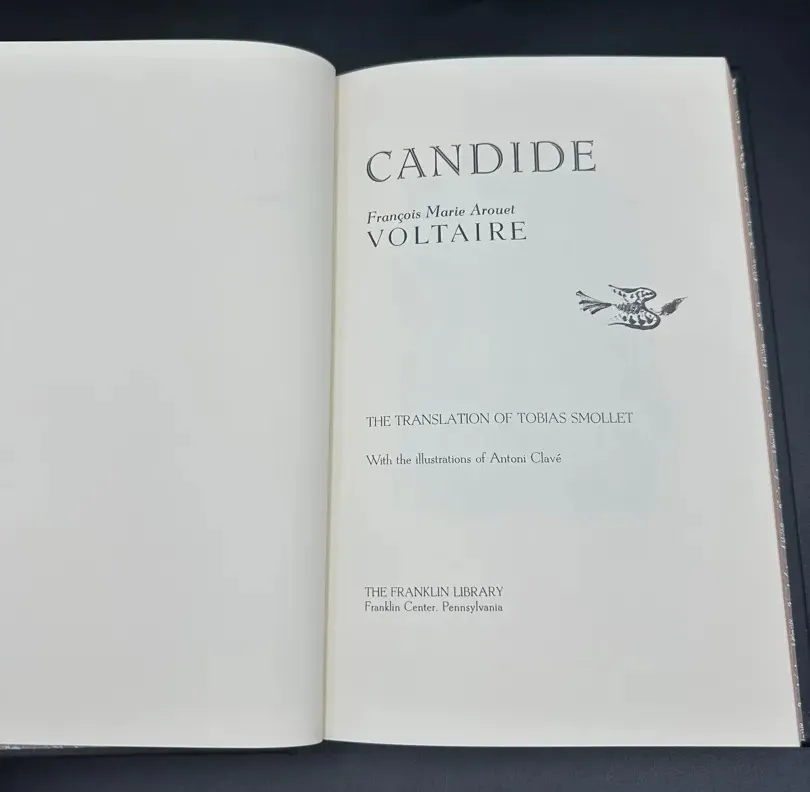 CANDIDE
François Marie Arouet
VOLTAIRE
THE TRANSLATION OF TOBIAS SMOLLET
With the illustrations of Antoni Clavé
THE FRANKLIN LIBRARY
Franklin Center, Pennsylvania